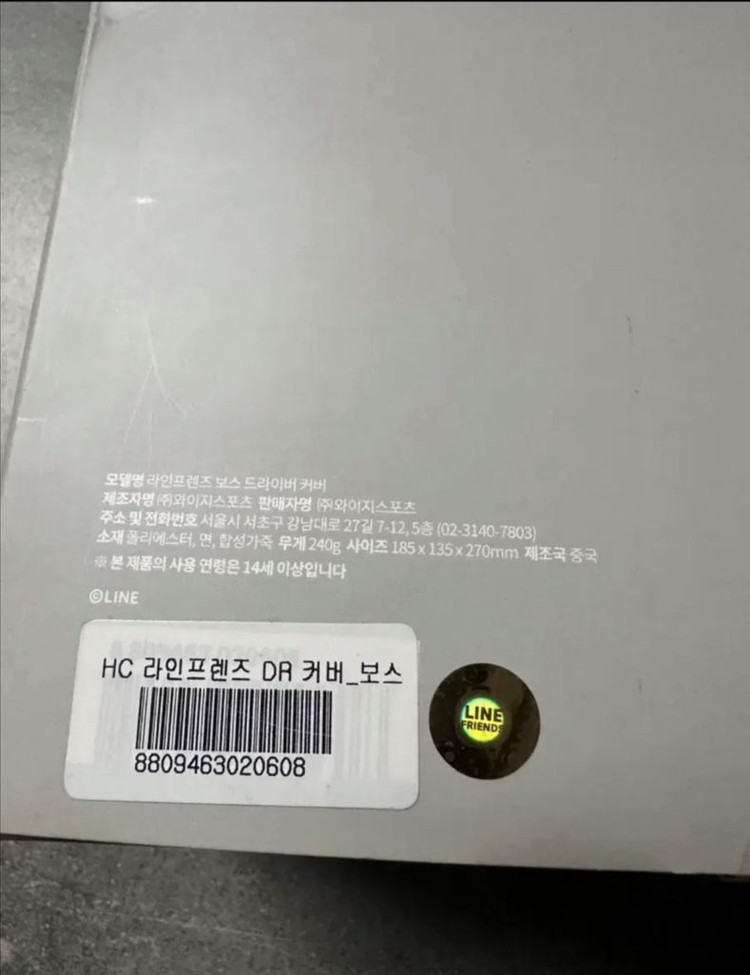 모델명 라인프렌즈 보스 드라이버 커버
제조자명 ㈜와이지스포츠 판매자명 ㈜와이지스포츠
주소 및 전화번호 서울시 서초구 강남대로 27길 7-12, 5층 (02-3140-7803)
소재 폴리에스터, 면, 합성가죽 무게 240g 사이즈 185 x 135 x 270mm 제조국 중국
※ 본 제품의 사용 연령은 14세 이상입니다
©LINE
HC 라인프렌즈 DR 커버_보스
8809463020608
LINE
FRIENDS